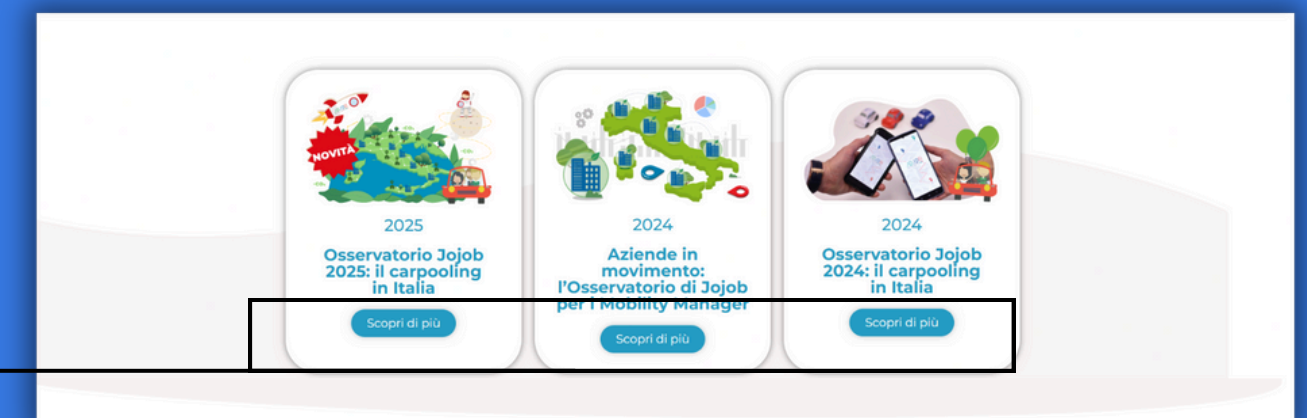 NOVITÀ
2025
Osservatorio Jojob
2025: il carpooling
in Italia
Scopri di più
2024
Aziende in
movimento:
l'Osservatorio di Jojob
per i Mobility Manager
Scopri di più
2024
Osservatorio Jojob
2024: il carpooling
in Italia
Scopri di più